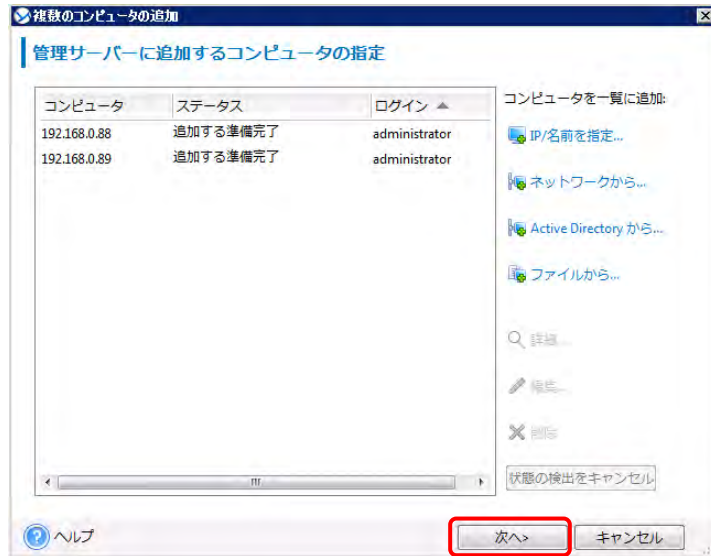 複数のコンピュータの追加
管理サーバーに追加するコンピュータの指定
コンピュータ ステータス ログイン
192.168.0.88 追加する準備完了 administrator
192.168.0.89 追加する準備完了 administrator
コンピュータを一覧に追加:
IP/名前を指定...
ネットワークから...
Active Directory から...
ファイルから...
詳細...
編集...
削除
状態の検出をキャンセル
ヘルプ
次へ>
キャンセル